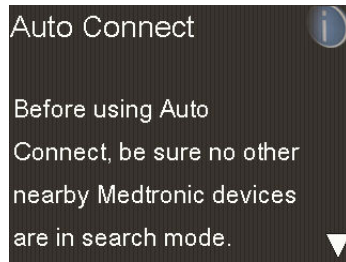 Auto Connect
Before using Auto
Connect, be sure no other
nearby Medtronic devices
are in search mode.